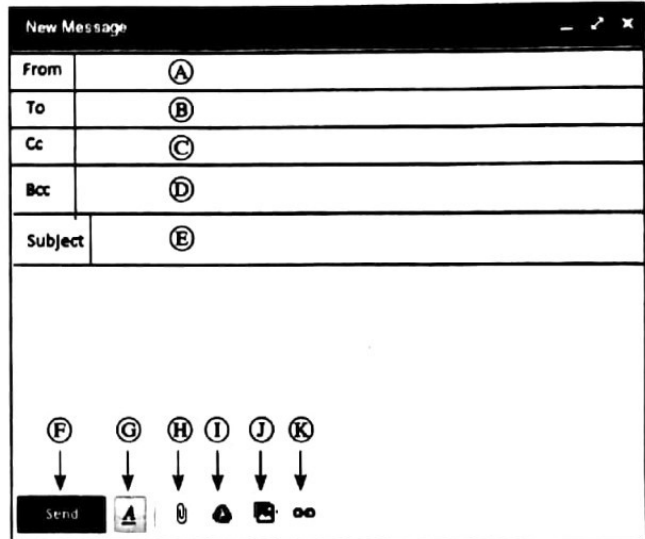 New Message
From Ⓐ
To Ⓑ
Cc Ⓒ
Bcc Ⓓ
Subject Ⓔ
Ⓕ Ⓖ Ⓗ Ⓘ Ⓙ Ⓚ
Send A